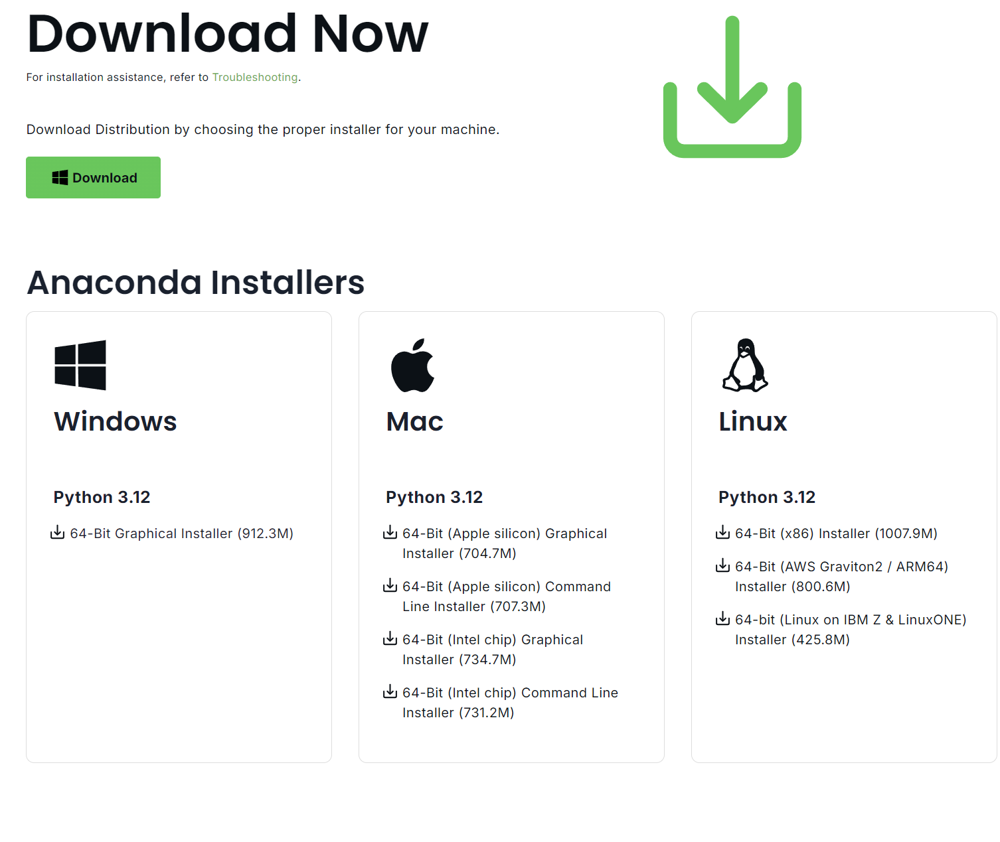 Download Now
For installation assistance, refer to Troubleshooting.
Download Distribution by choosing the proper installer for your machine.
Download
Anaconda Installers
Windows
Python 3.12
64-Bit Graphical Installer (912.3M)
Mac
Python 3.12
64-Bit (Apple silicon) Graphical
Installer (704.7M)
64-Bit (Apple silicon) Command
Line Installer (707.3M)
64-Bit (Intel chip) Graphical
Installer (734.7M)
64-Bit (Intel chip) Command Line
Installer (731.2M)
Linux
Python 3.12
64-Bit (x86) Installer (1007.9M)
64-Bit (AWS Graviton2 / ARM64)
Installer (800.6M)
64-bit (Linux on IBM Z & LinuxONE)
Installer (425.8M)